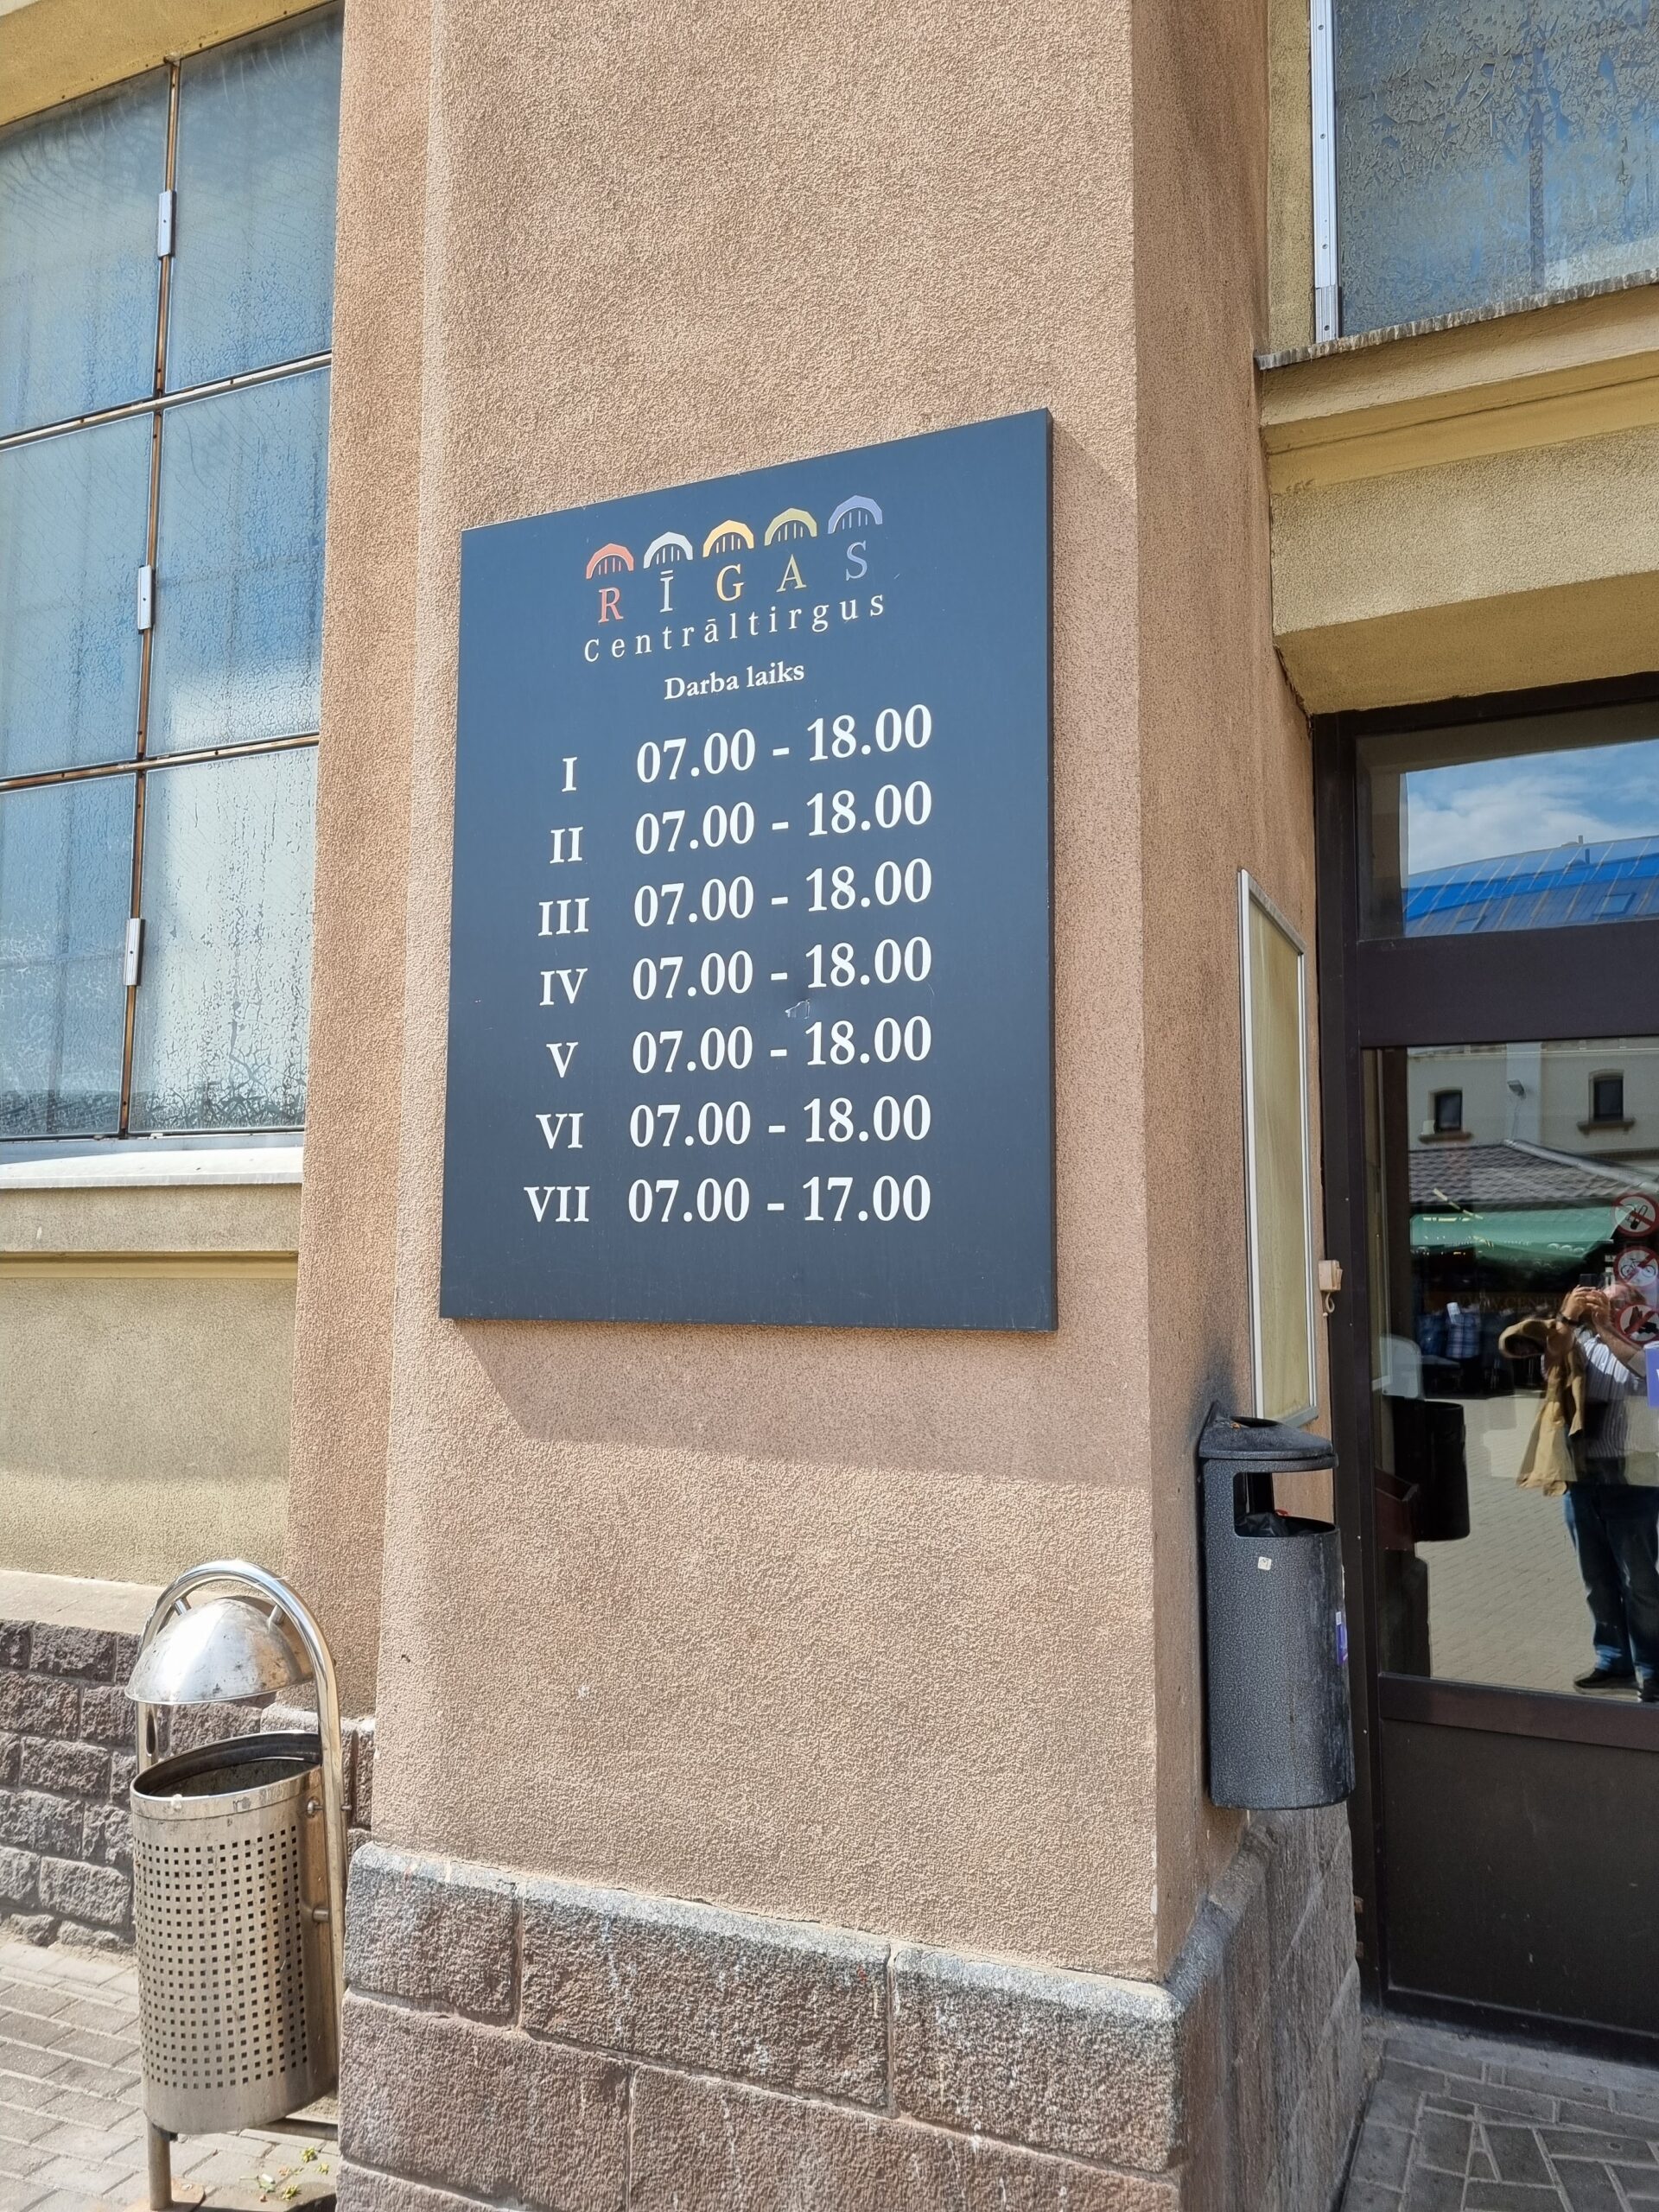 RĪGAS
Centrāltirgus
Darba laiks
I 07.00 - 18.00
II 07.00 - 18.00
III 07.00 - 18.00
IV 07.00 - 18.00
V 07.00 - 18.00
VI 07.00 - 18.00
VII 07.00 - 17.00